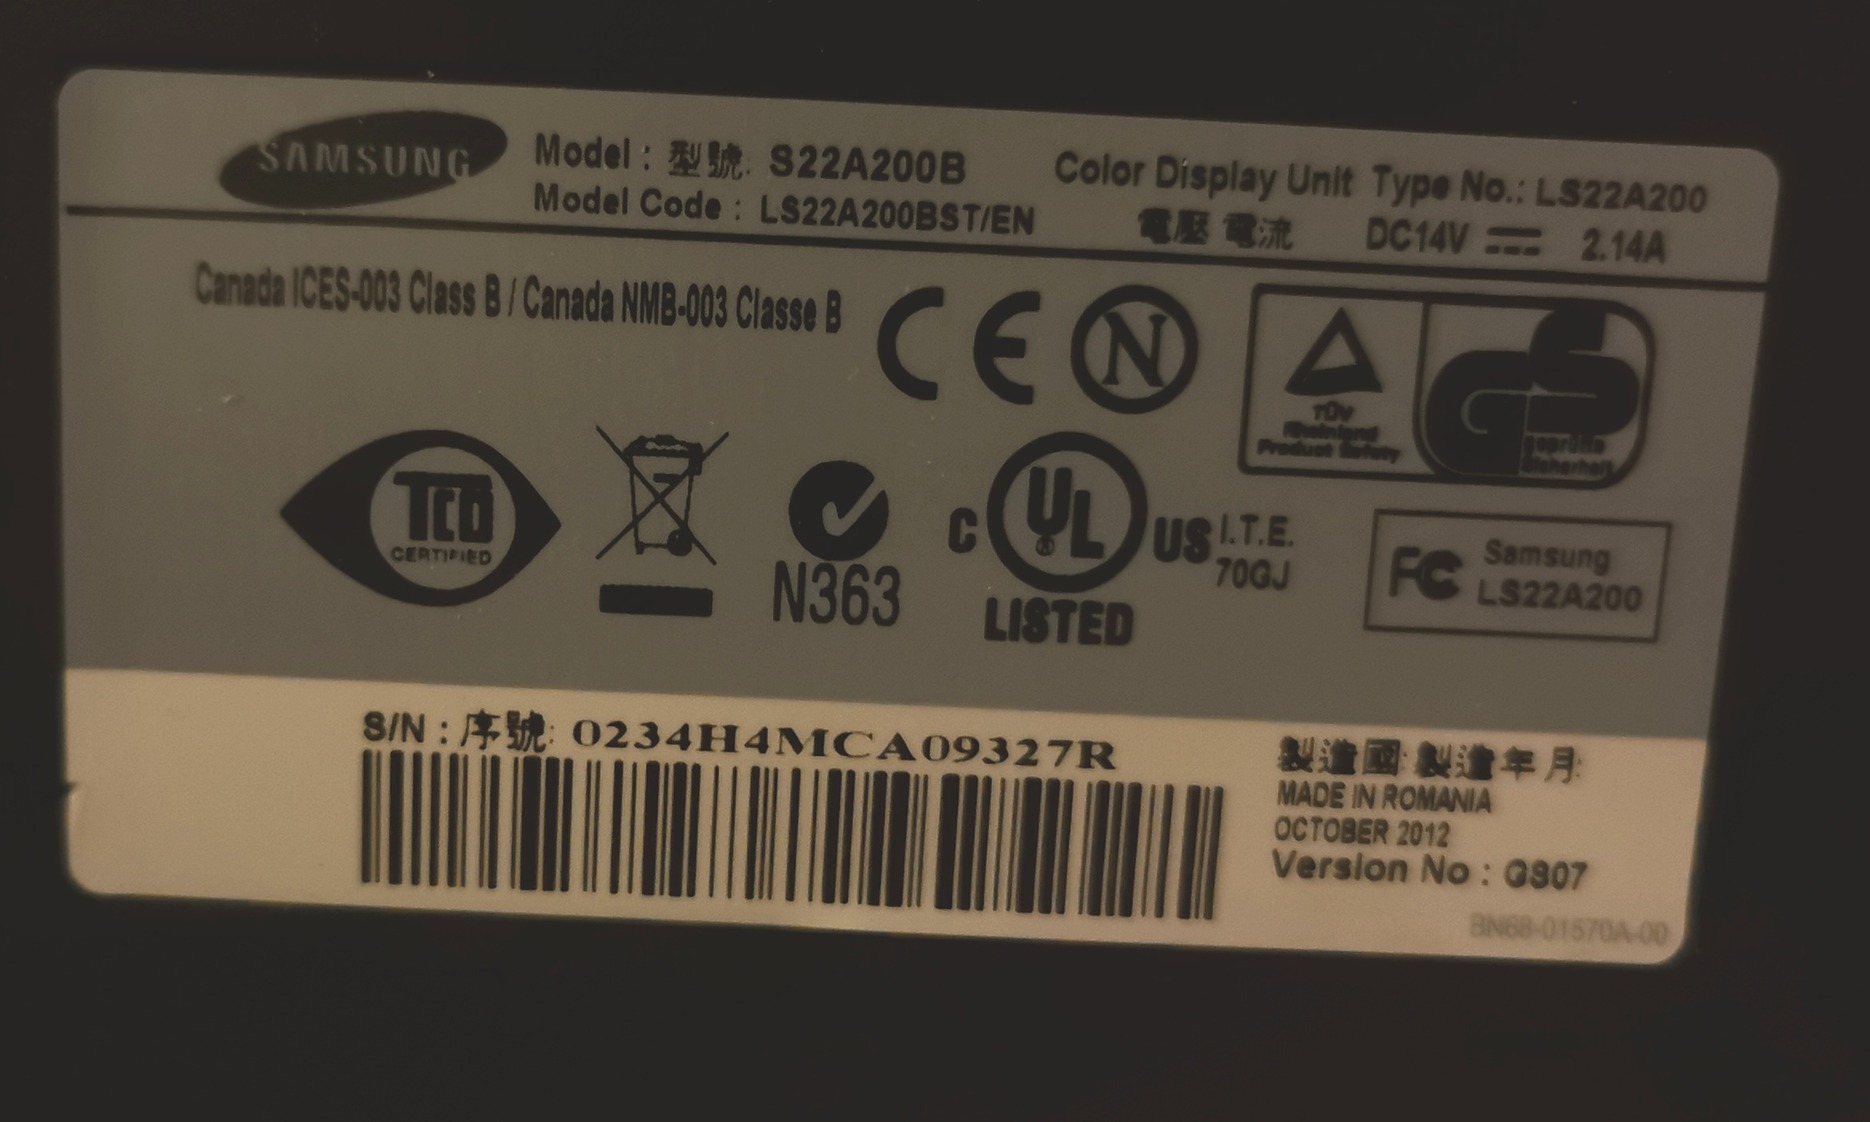 SAMSUNG
Model : 型號: S22A200B
Model Code : LS22A200BST/EN
Color Display Unit Type No.: LS22A200
電壓 電流 DC14V 2.14A
Canada ICES-003 Class B / Canada NMB-003 Classe B
CE
N
TÜV
Rheinland
Product Safety
GS
geprüfte
Sicherheit
TCO
CERTIFIED
N363
C UL® US
LISTED
I.T.E.
70GJ
FC
Samsung
LS22A200
S/N : 序號: 0234H4MCA09327R
製造國: 製造年月:
MADE IN ROMANIA
OCTOBER 2012
Version No : GS07
BN68-01570A-00